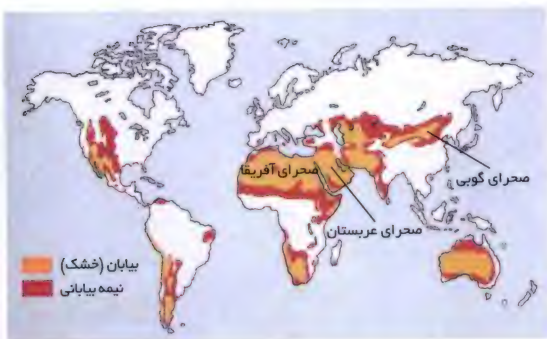 صحرای آفریقا
صحرای گوبی
صحرای عربستان
بیابان (خشک)
نیمه بیابانی